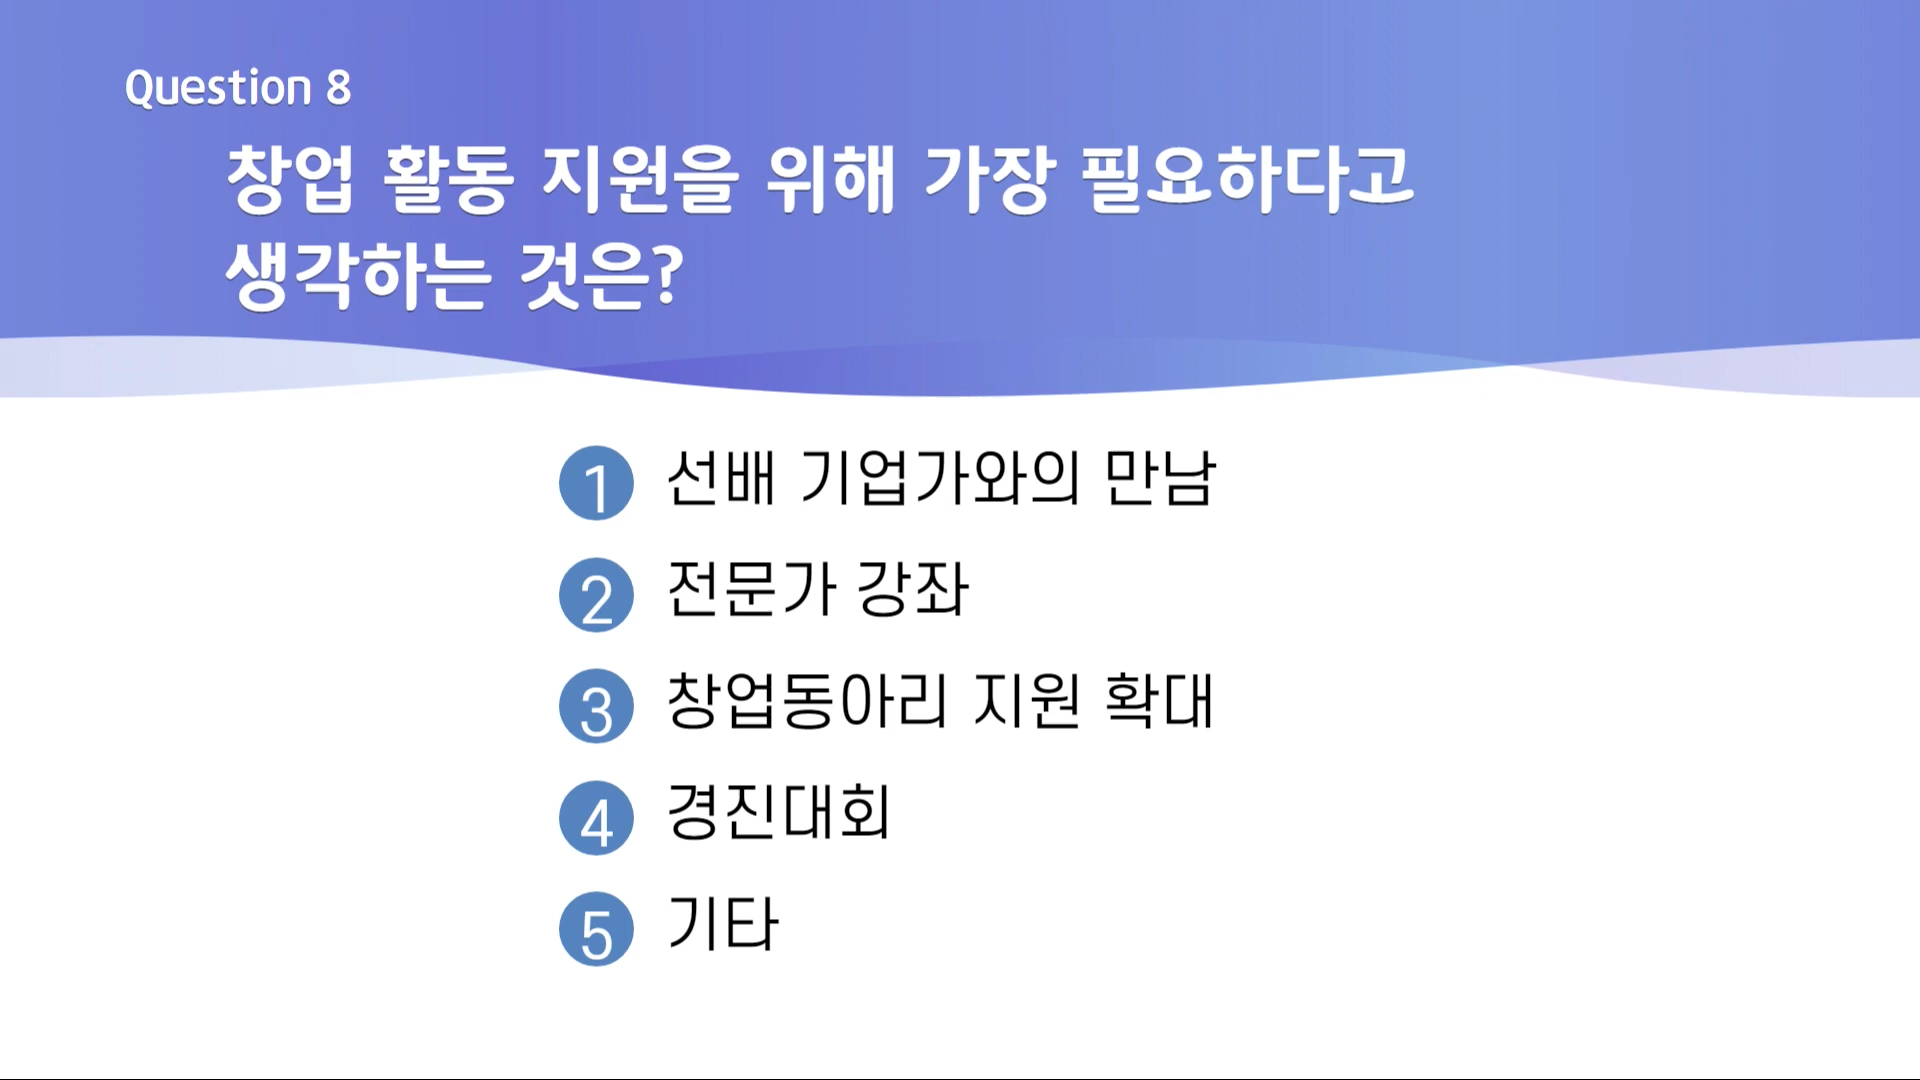 Question 8
창업 활동 지원을 위해 가장 필요하다고
생각하는 것은?
1 선배 기업가와의 만남
2 전문가 강좌
3 창업동아리 지원 확대
4 경진대회
5 기타